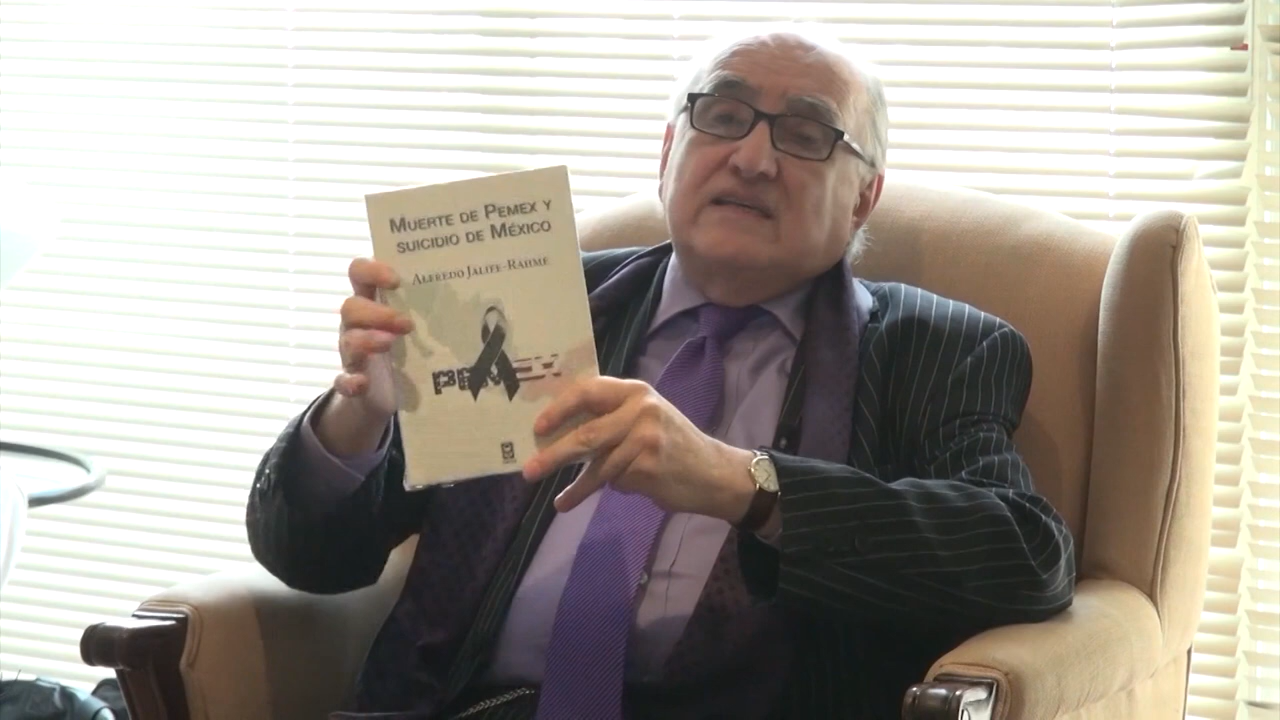 MUERTE DE PEMEX Y
SUICIDIO DE MÉXICO
ALFREDO JALIFE-RAHME
PEMEX